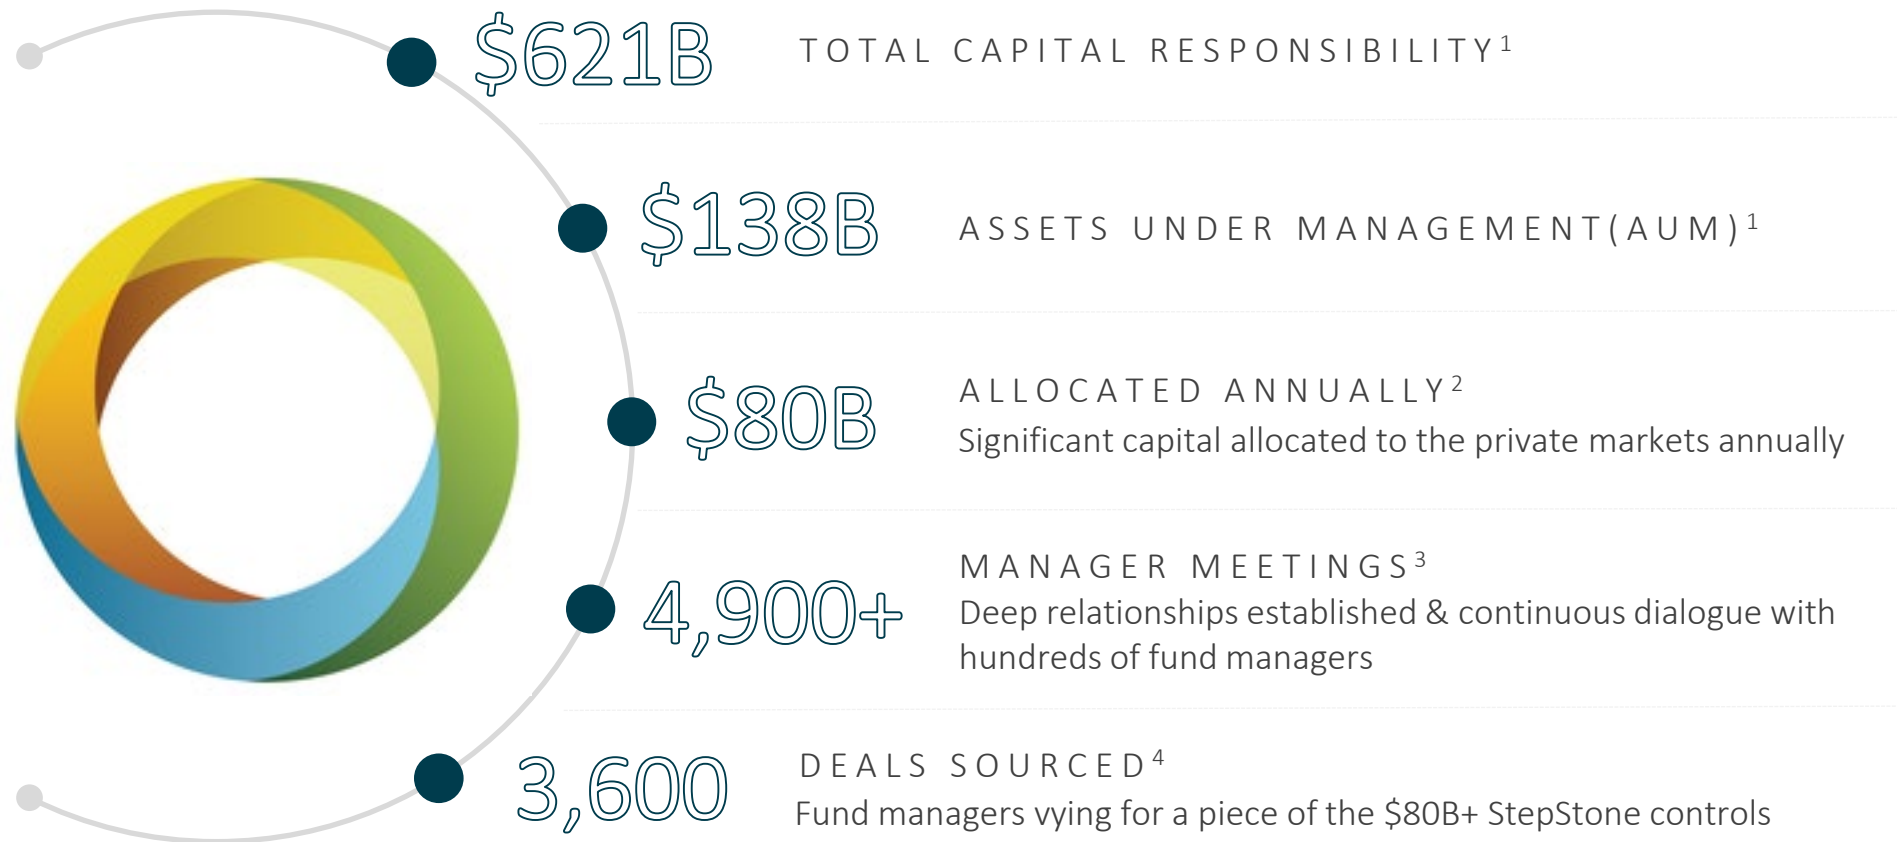 $621B TOTAL CAPITAL RESPONSIBILITY¹
$138B ASSETS UNDER MANAGEMENT(AUM)¹
$80B ALLOCATED ANNUALLY²
Significant capital allocated to the private markets annually
4,900+ MANAGER MEETINGS³
Deep relationships established & continuous dialogue with
hundreds of fund managers
3,600 DEALS SOURCED⁴
Fund managers vying for a piece of the $80B+ StepStone controls